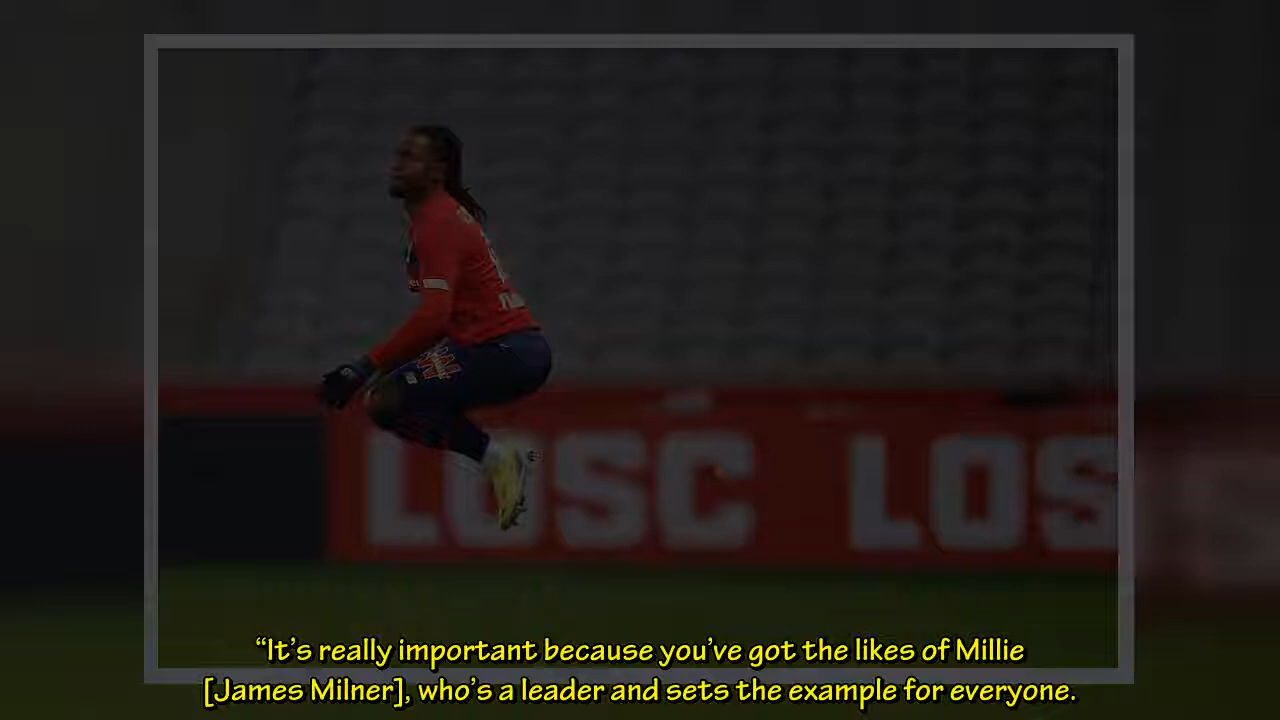 LOSC LOS
“It’s really important because you’ve got the likes of Millie
[James Milner], who’s a leader and sets the example for everyone.